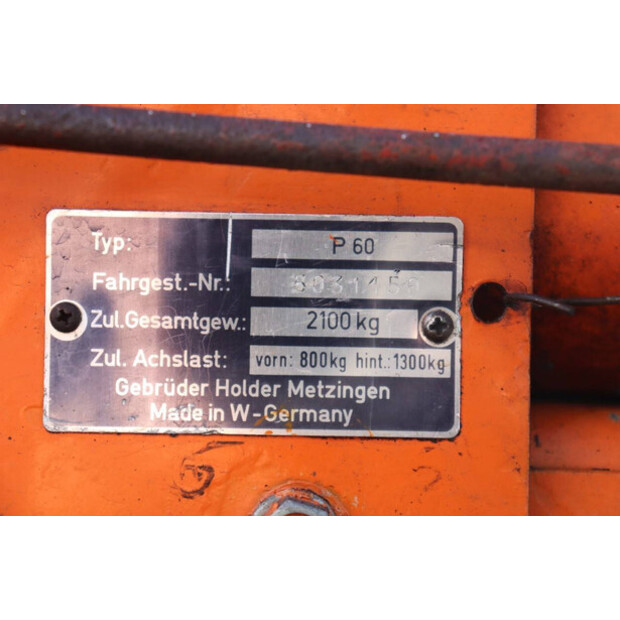 Typ: P 60
Fahrgest.-Nr.: 8031150
Zul.Gesamtgew.: 2100 kg
Zul. Achslast: vorn: 800kg hint.: 1300kg
Gebrüder Holder Metzingen
Made in W-Germany